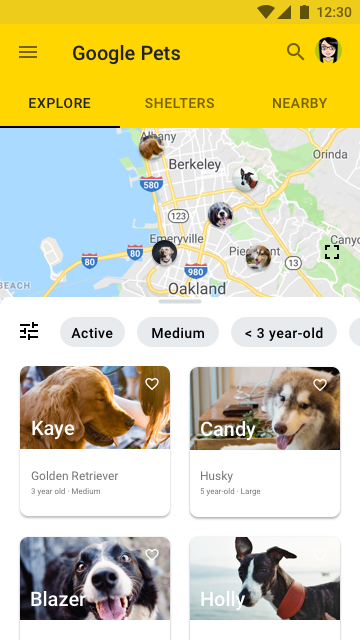 12:30
Google Pets
EXPLORE
SHELTERS
NEARBY
Albany
Berkeley
Orinda
580
123
Emeryville
80
80
13
980
Oakland
BEACH
Active
Medium
< 3 year-old
Kaye
Golden Retriever
3 year old · Medium
Candy
Husky
5 year-old · Large
Blazer
Holly